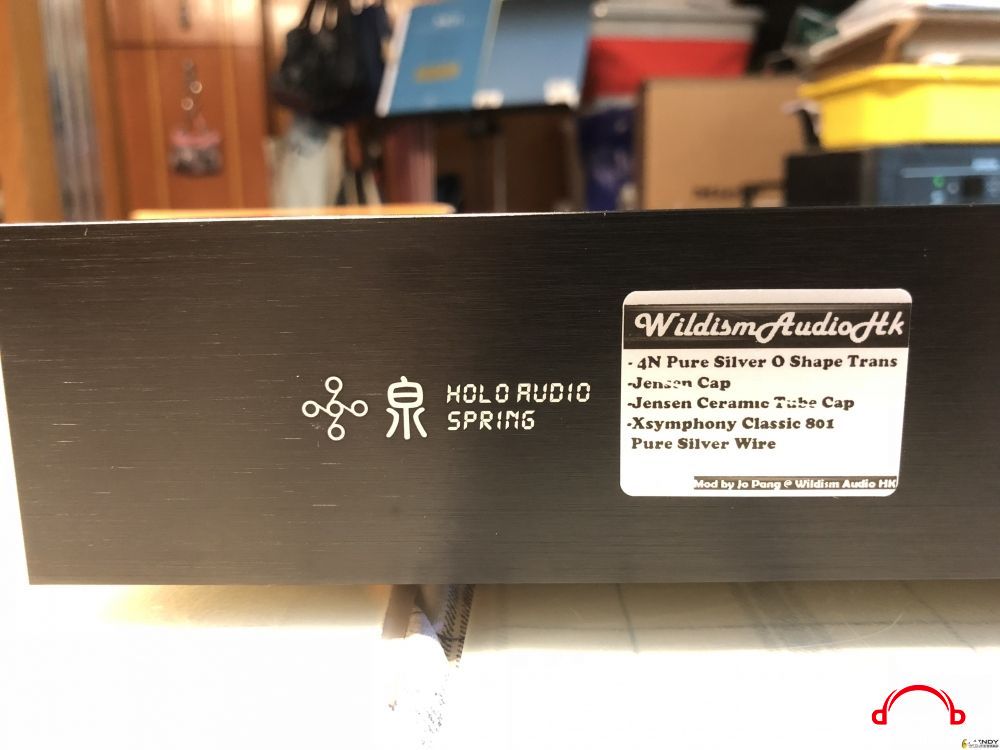 泉
HOLO AUDIO
SPRING
WildismAudioHk
- 4N Pure Silver O Shape Trans
-Jensen Cap
-Jensen Ceramic Tube Cap
-Xsymphony Classic 801
Pure Silver Wire
Mod by Jo Pang @ Wildism Audio HK